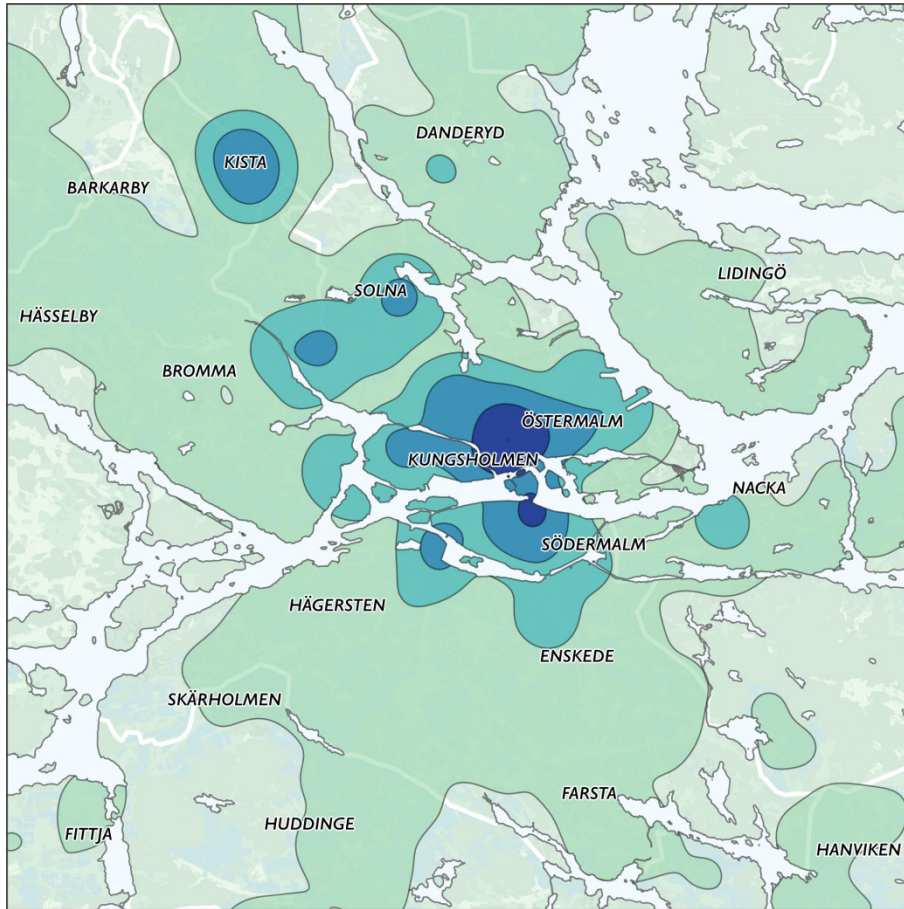 DANDERYD
KISTA
BARKARBY
LIDINGÖ
SOLNA
HÄSSELBY
BROMMA
ÖSTERMALM
KUNGSHOLMEN
NACKA
SÖDERMALM
HÄGERSTEN
ENSKEDE
SKÄRHOLMEN
FARSTA
HUDDINGE
FITTJA
HANVIKEN